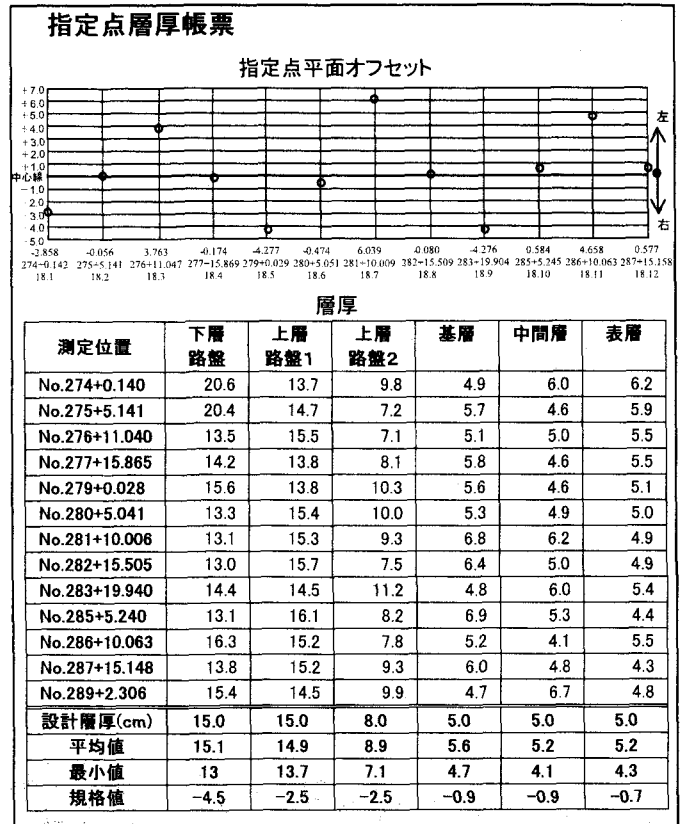 指定点層厚帳票
指定点平面オフセット
+7.0
+6.0
+5.0
+4.0
+3.0
+2.0
+1.0
中心線
-1.0
2.0
3.0
4.0
5.0
左
右
-2.858 -0.056 3.763 -0.174 -4.277 -0.474 6.039 -0.080 -4.276 0.584 4.658 0.577
274+0.142 275+5.141 276+11.047 277+15.869 279+0.029 280+5.051 281+10.009 282+15.509 283+19.904 285+5.245 286+10.063 287+15.158
18.1 18.2 18.3 18.4 18.5 18.6 18.7 18.8 18.9 18.10 18.11 18.12
層厚
測定位置 下層路盤 上層路盤1 上層路盤2 基層 中間層 表層
No.274+0.140 20.6 13.7 9.8 4.9 6.0 6.2
No.275+5.141 20.4 14.7 7.2 5.7 4.6 5.9
No.276+11.040 13.5 15.5 7.1 5.1 5.0 5.5
No.277+15.865 14.2 13.8 8.1 5.8 4.6 5.5
No.279+0.028 15.6 13.8 10.3 5.6 4.6 5.1
No.280+5.041 13.3 15.4 10.0 5.3 4.9 5.0
No.281+10.006 13.1 15.3 9.3 6.8 6.2 4.9
No.282+15.505 13.0 15.7 7.5 6.4 5.0 4.9
No.283+19.940 14.4 14.5 11.2 4.8 6.0 5.4
No.285+5.240 13.1 16.1 8.2 6.9 5.3 4.4
No.286+10.063 16.3 15.2 7.8 5.2 4.1 5.5
No.287+15.148 13.8 15.2 9.3 6.0 4.8 4.3
No.289+2.306 15.4 14.5 9.9 4.7 6.7 4.8
設計層厚(cm) 15.0 15.0 8.0 5.0 5.0 5.0
平均値 15.1 14.9 8.9 5.6 5.2 5.2
最小値 13 13.7 7.1 4.7 4.1 4.3
規格値 -4.5 -2.5 -2.5 -0.9 -0.9 -0.7